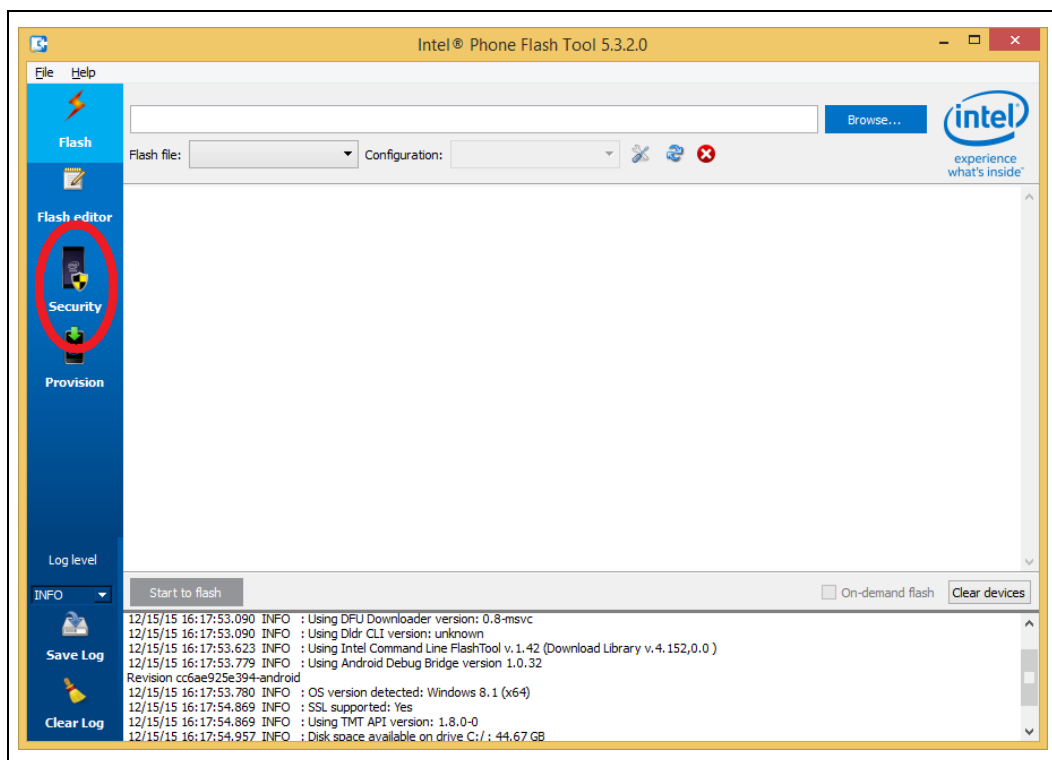 Intel® Phone Flash Tool 5.3.2.0
File Help
Flash
Browse...
intel
experience
what's inside™
Flash file:
Configuration:
Flash editor
Security
Provision
Log level
INFO
Start to flash
On-demand flash
Clear devices
Save Log
Clear Log
12/15/15 16:17:53.090 INFO : Using DFU Downloader version: 0.8-msvc
12/15/15 16:17:53.090 INFO : Using Dldr CLI version: unknown
12/15/15 16:17:53.623 INFO : Using Intel Command Line FlashTool v.1.42 (Download Library v.4.152,0.0 )
12/15/15 16:17:53.779 INFO : Using Android Debug Bridge version 1.0.32
Revision cc6ae925e394-android
12/15/15 16:17:53.780 INFO : OS version detected: Windows 8.1 (x64)
12/15/15 16:17:54.869 INFO : SSL supported: Yes
12/15/15 16:17:54.869 INFO : Using TMT API version: 1.8.0-0
12/15/15 16:17:54.957 INFO : Disk space available on drive C:/ : 44.67 GB